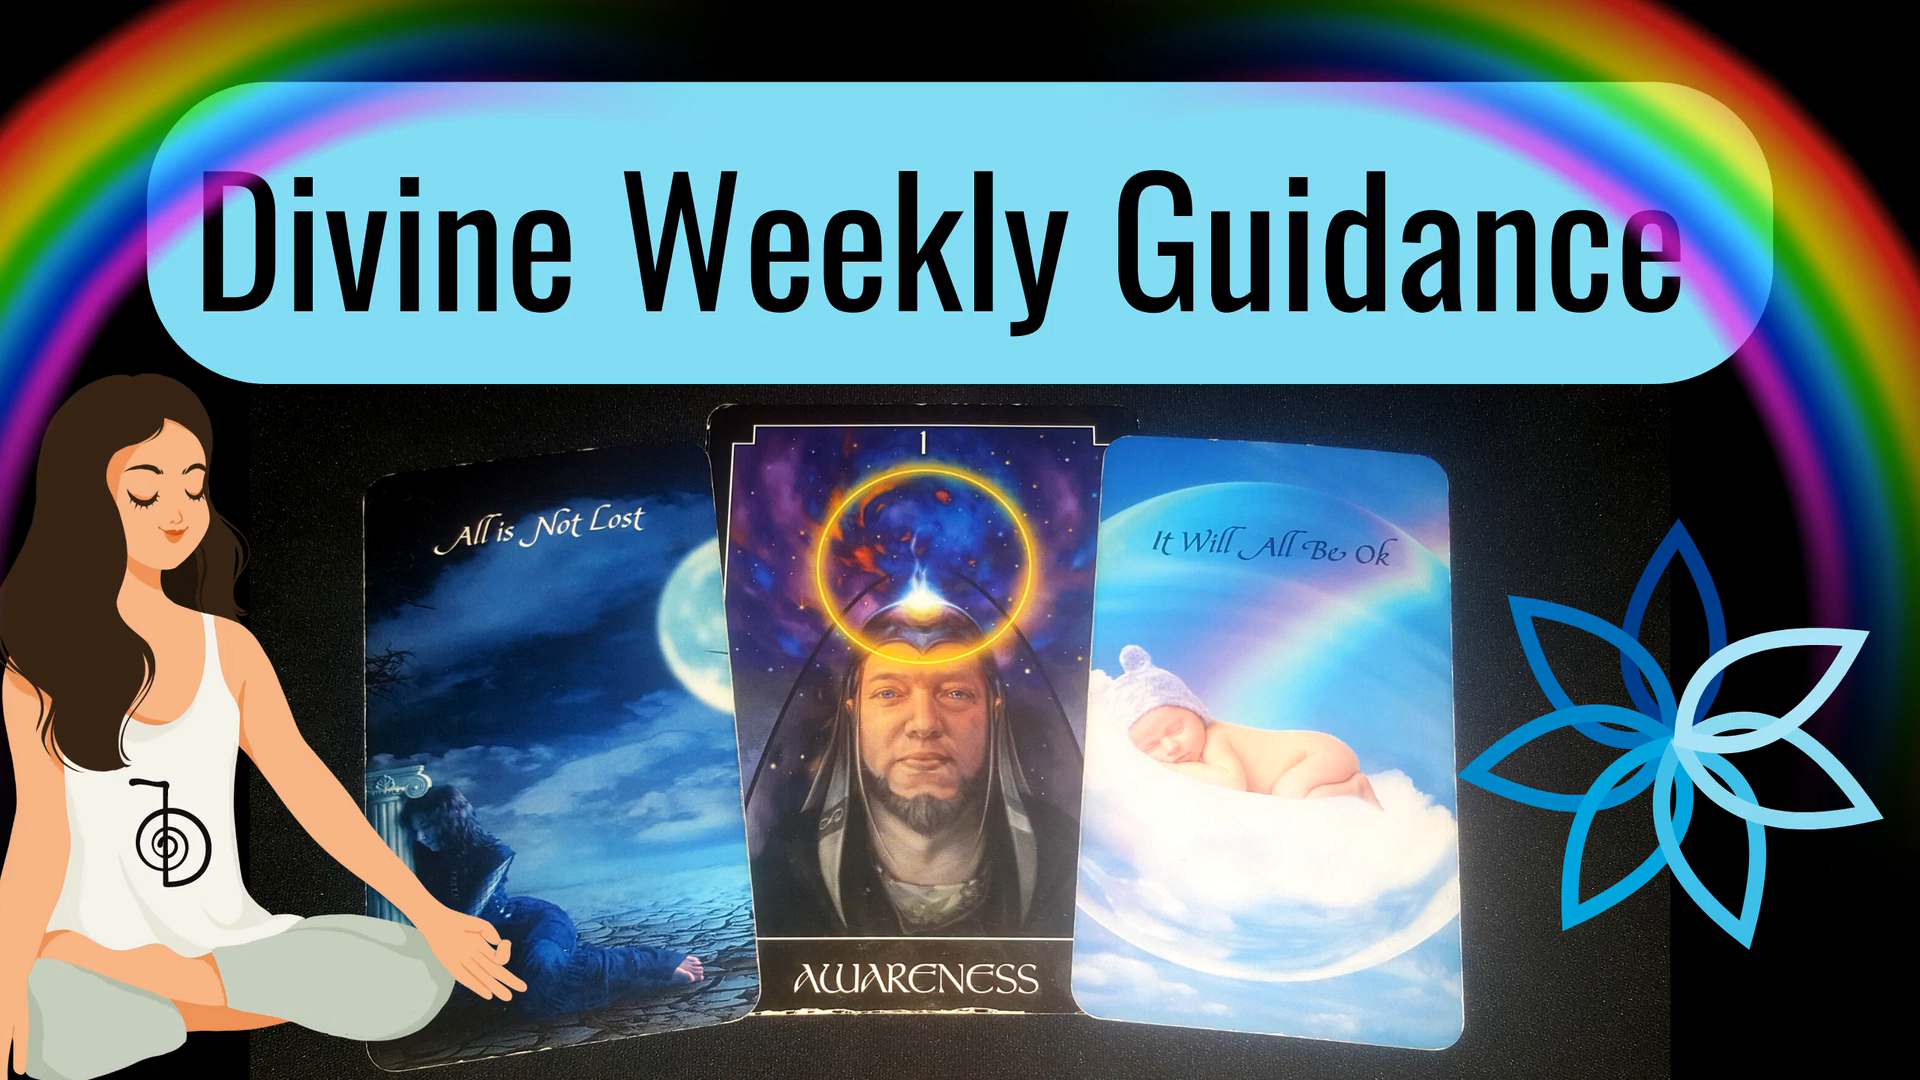 Divine Weekly Guidance
All is Not Lost
1
AWARENESS
It Will All Be Ok